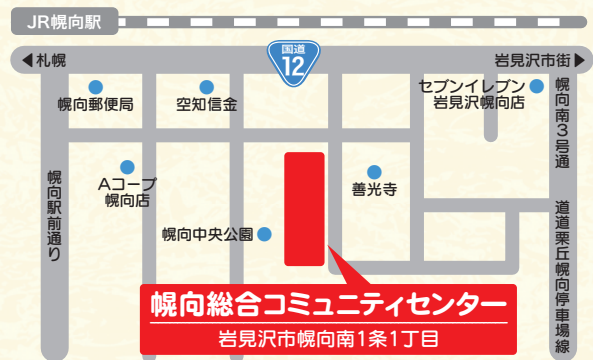 JR幌向駅
◀札幌
国道
12
岩見沢市街▶
幌向郵便局
空知信金
セブンイレブン
岩見沢幌向店
幌向南3号通
Aコープ
幌向店
善光寺
幌向駅前通り
幌向中央公園
道道栗丘幌向停車場線
幌向総合コミュニティセンター
岩見沢市幌向南1条1丁目